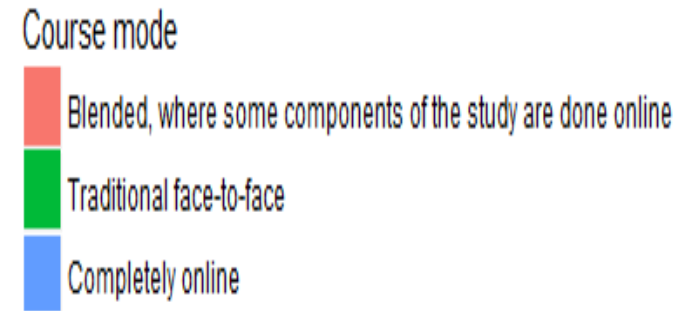 Course mode
Blended, where some components of the study are done online
Traditional face-to-face
Completely online